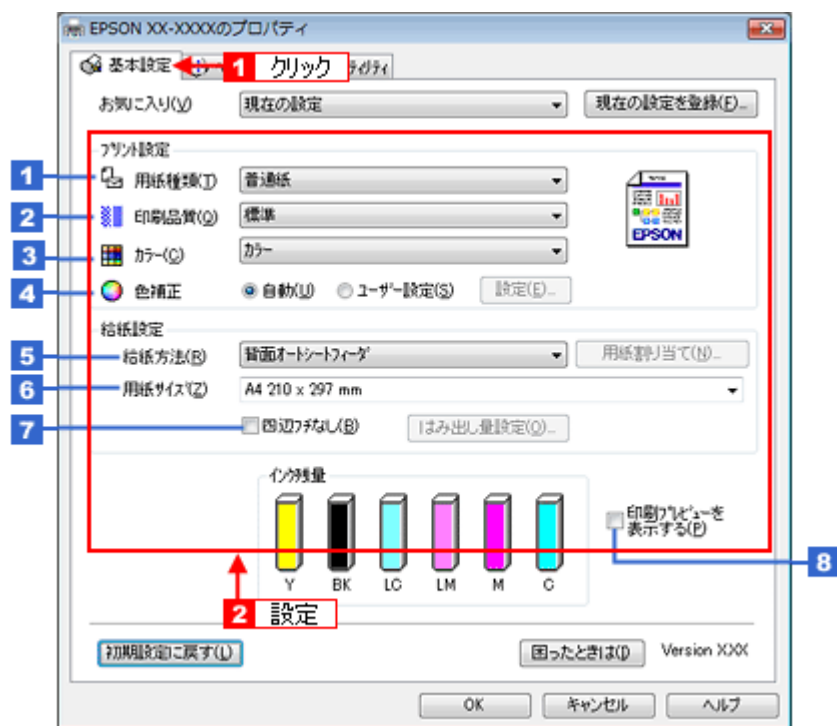 EPSON XX-XXXXのプロパティ
基本設定
1 クリック
ティリティ
お気に入り(V) 現在の設定 現在の設定を登録(F)...
プリント設定
1 用紙種類(T) 普通紙
2 印刷品質(Q) 標準
3 カラー(C) カラー
4 色補正 自動(U) ユーザー設定(S) 設定(E)...
EPSON
給紙設定
5 給紙方法(R) 背面オートシートフィーダ 用紙割り当て(N)...
6 用紙サイズ(Z) A4 210 x 297 mm
7 四辺フチなし(B) はみ出し量設定(O)...
インク残量
Y BK LC LM M C
印刷プレビューを
表示する(P)
8
2 設定
初期設定に戻す(L) 困ったときは(I) Version XXX
OK キャンセル ヘルプ